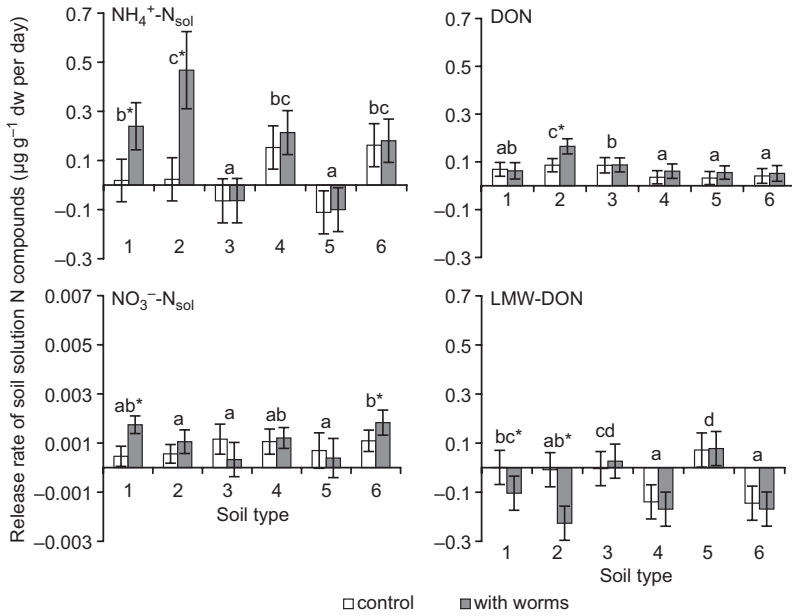 Release rate of soil solution N compounds (µg g⁻¹ dw per day)
NH₄⁺-Nsol
0.7
0.5
0.3
0.1
–0.1
–0.3
b* c* a bc a bc
1 2 3 4 5 6
DON
0.7
0.5
0.3
0.1
–0.1
–0.3
ab c* b a a a
1 2 3 4 5 6
NO₃⁻-Nsol
0.007
0.005
0.003
0.001
–0.001
–0.003
ab* a a ab a b*
1 2 3 4 5 6
Soil type
LMW-DON
0.7
0.5
0.3
0.1
–0.1
–0.3
bc* ab* cd a d a
1 2 3 4 5 6
Soil type
control with worms